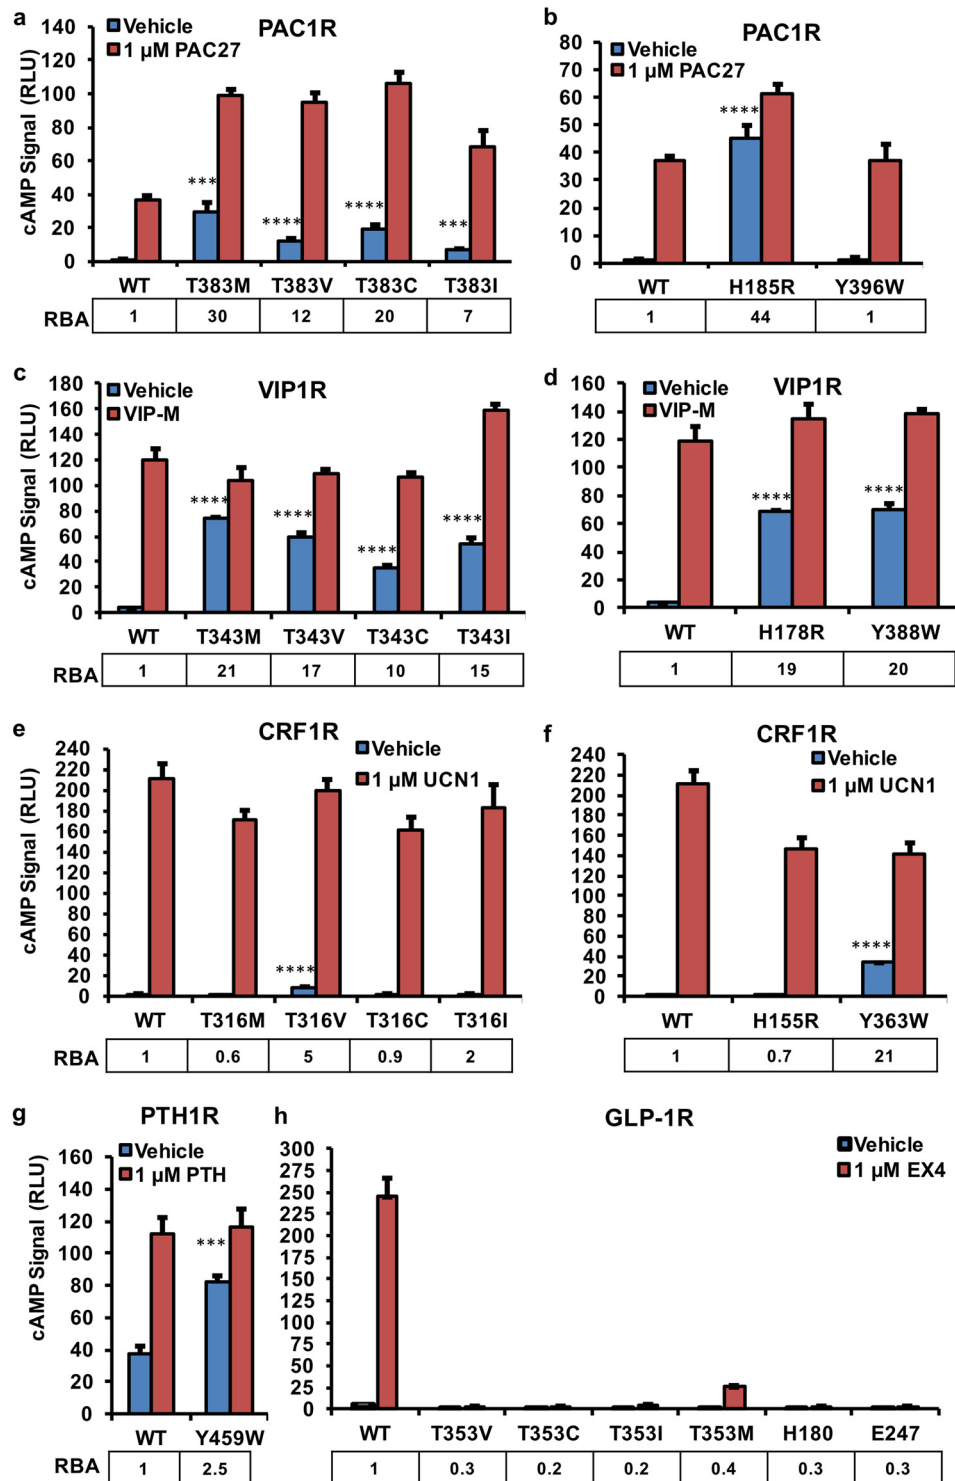 a
PAC1R
Vehicle
1 µM PAC27
cAMP Signal (RLU)
140
120
100
80
60
40
20
0
***
****
****
***
WT T383M T383V T383C T383I
RBA 1 30 12 20 7
b
PAC1R
Vehicle
1 µM PAC27
80
70
60
50
40
30
20
10
0
****
WT H185R Y396W
1 44 1
c
VIP1R
Vehicle
VIP-M
cAMP Signal (RLU)
180
160
140
120
100
80
60
40
20
0
****
****
****
****
WT T343M T343V T343C T343I
RBA 1 21 17 10 15
d
VIP1R
Vehicle
VIP-M
160
140
120
100
80
60
40
20
0
****
****
WT H178R Y388W
1 19 20
e
CRF1R
Vehicle
1 µM UCN1
cAMP Signal (RLU)
240
220
200
180
160
140
120
100
80
60
40
20
0
****
WT T316M T316V T316C T316I
RBA 1 0.6 5 0.9 2
f
CRF1R
Vehicle
1 µM UCN1
240
220
200
180
160
140
120
100
80
60
40
20
0
****
WT H155R Y363W
1 0.7 21
g
PTH1R
Vehicle
1 µM PTH
cAMP Signal (RLU)
160
140
120
100
80
60
40
20
0
***
WT Y459W
RBA 1 2.5
h
GLP-1R
Vehicle
1 µM EX4
300
275
250
225
200
175
150
125
100
75
50
25
0
WT T353V T353C T353I T353M H180 E247
1 0.3 0.2 0.2 0.4 0.3 0.3